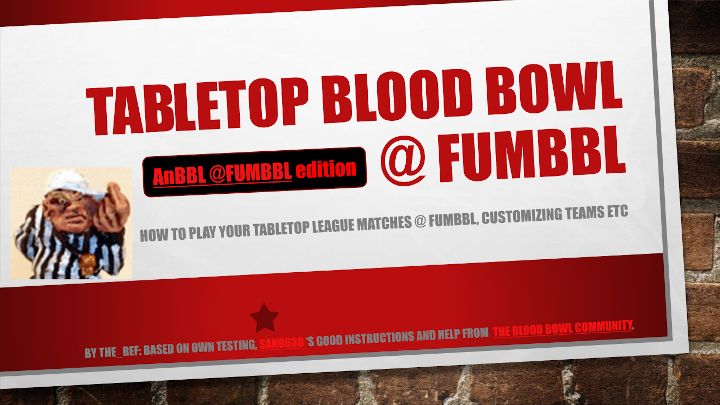 TABLETOP BLOOD BOWL
AnBBL @FUMBBL edition @ FUMBBL
HOW TO PLAY YOUR TABLETOP LEAGUE MATCHES @ FUMBBL, CUSTOMIZING TEAMS ETC
BY THE_REF: BASED ON OWN TESTING, SANO630 'S GOOD INSTRUCTIONS AND HELP FROM THE BLOOD BOWL COMMUNITY.